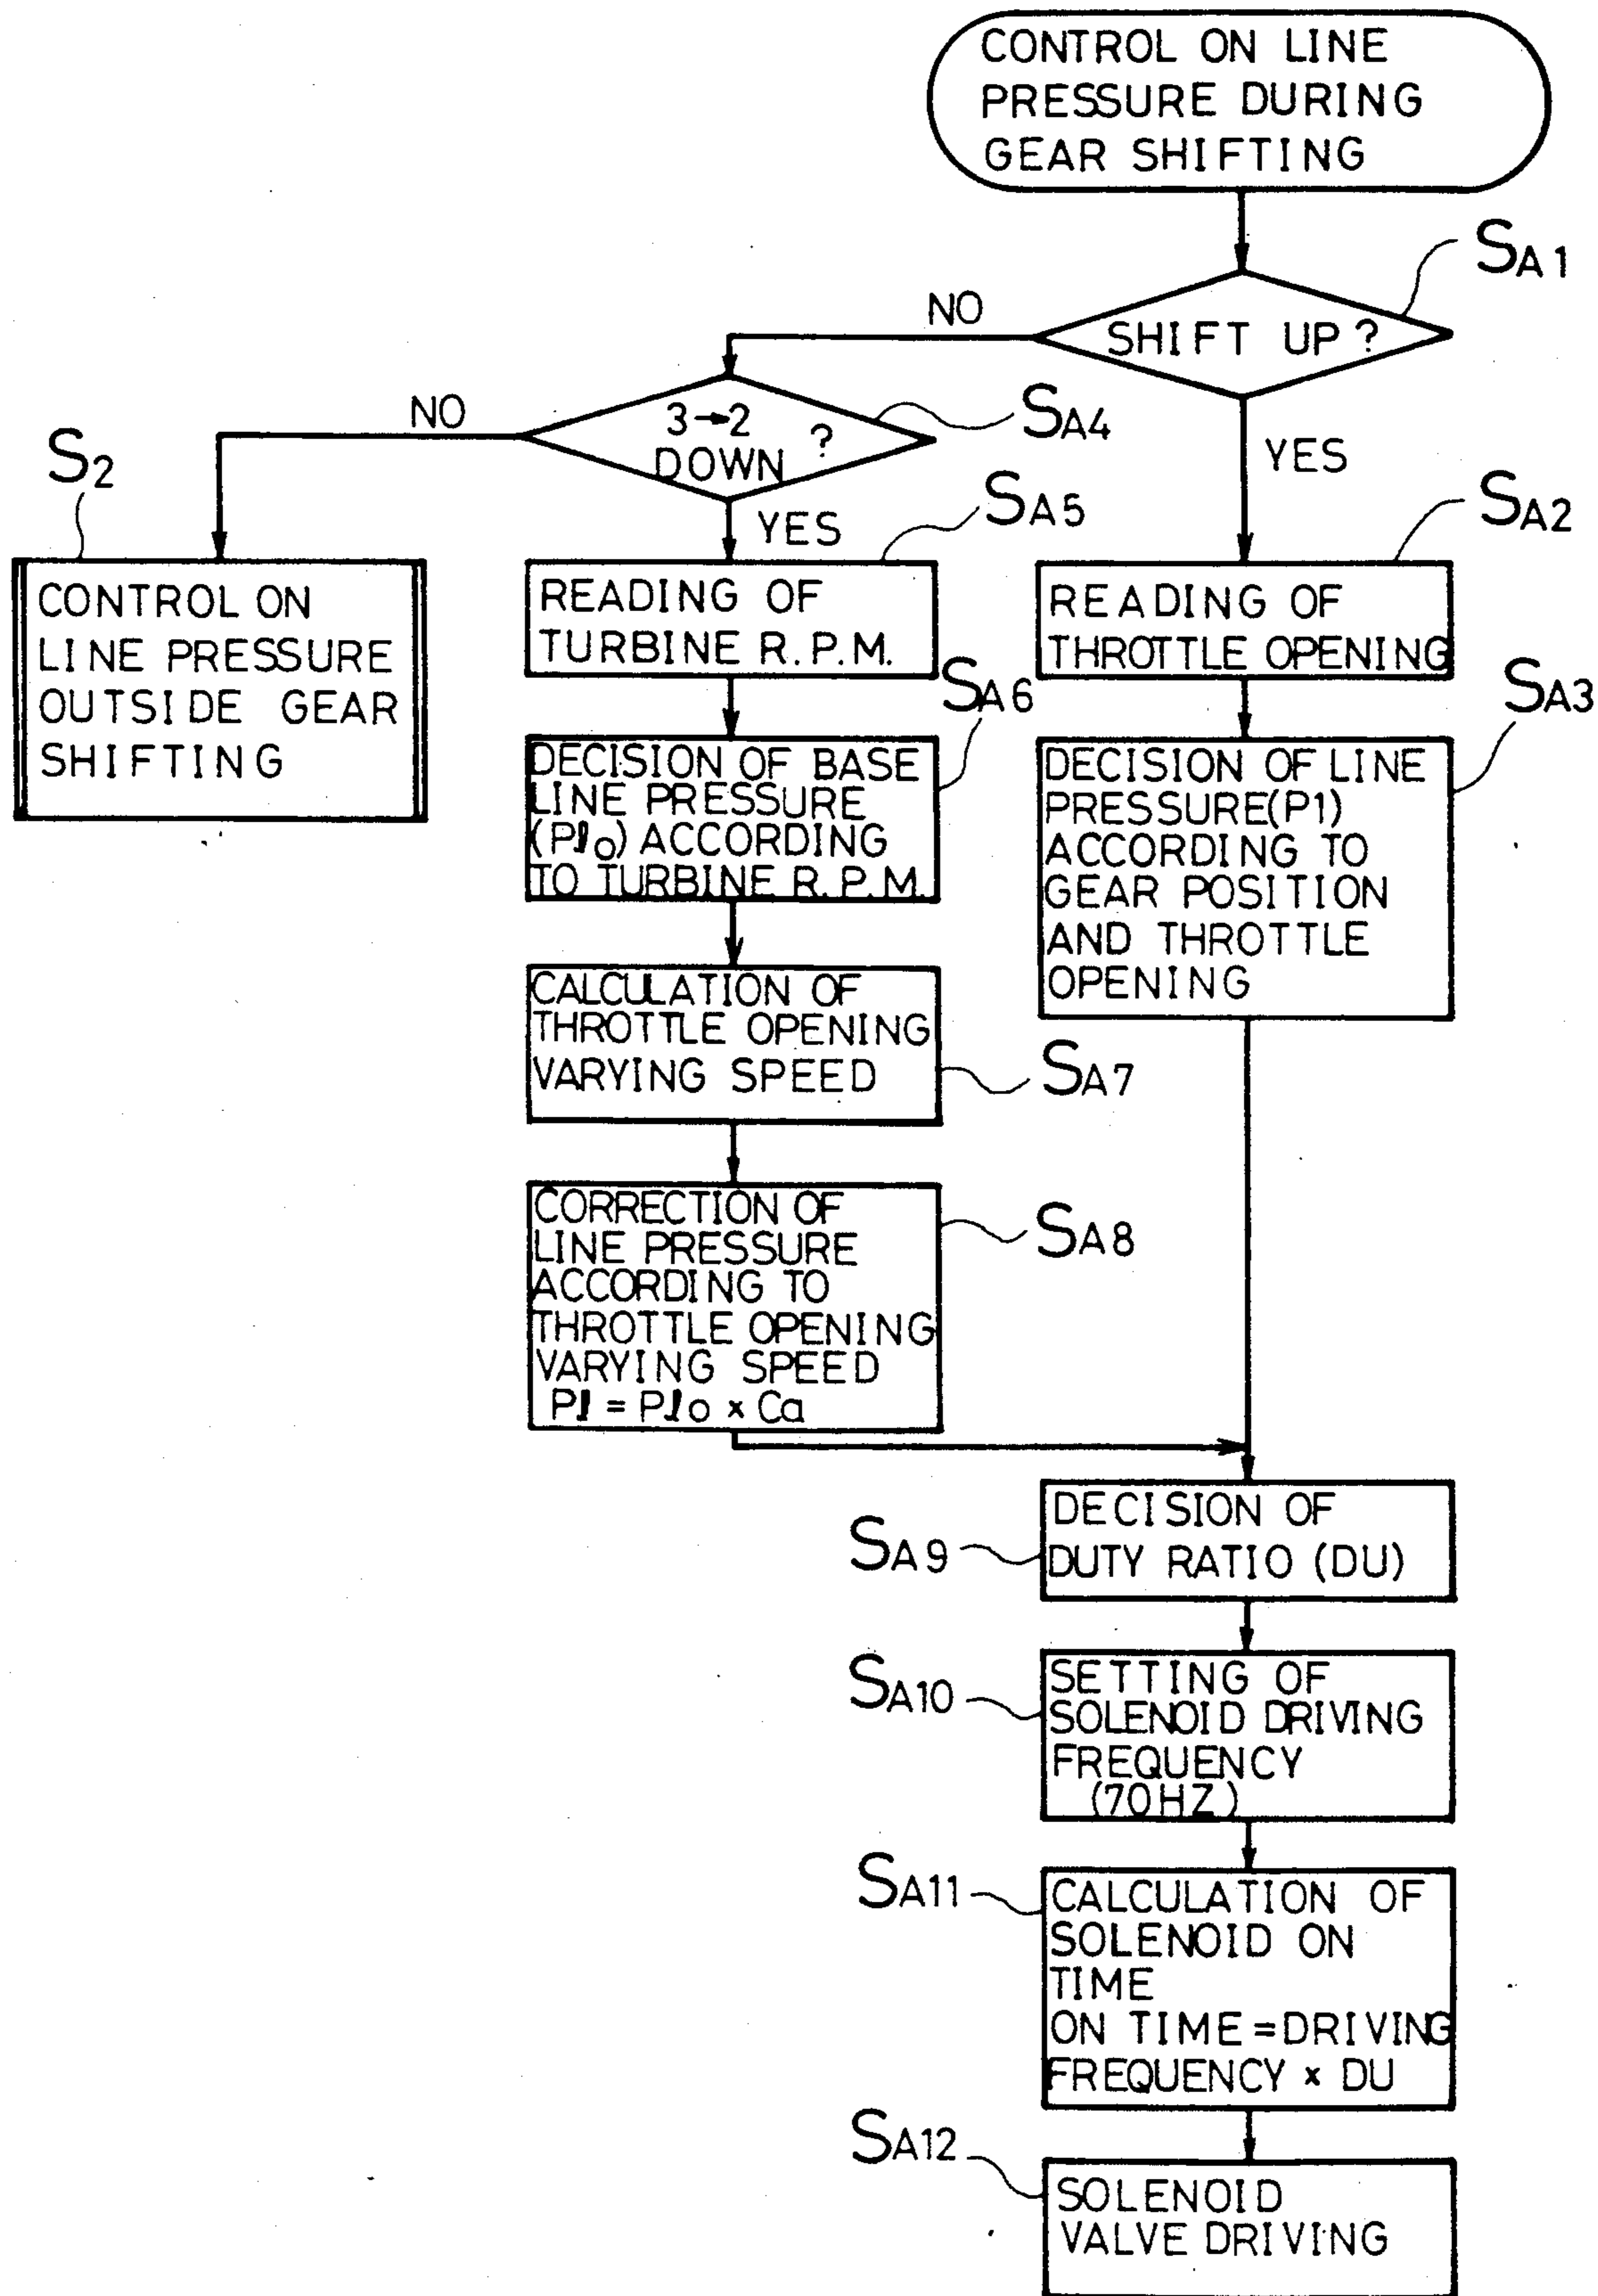 CONTROL ON LINE
PRESSURE DURING
GEAR SHIFTING
SA1
SHIFT UP ?
NO
YES
SA4
3→2
DOWN ?
NO
YES
S2
CONTROL ON
LINE PRESSURE
OUTSIDE GEAR
SHIFTING
SA5
READING OF
TURBINE R.P.M.
SA2
READING OF
THROTTLE OPENING
SA6
DECISION OF BASE
LINE PRESSURE
(Plo) ACCORDING
TO TURBINE R.P.M.
SA3
DECISION OF LINE
PRESSURE(P1)
ACCORDING TO
GEAR POSITION
AND THROTTLE
OPENING
CALCULATION OF
THROTTLE OPENING
VARYING SPEED
SA7
CORRECTION OF
LINE PRESSURE
ACCORDING TO
THROTTLE OPENING
VARYING SPEED
Pl = Plo × Ca
SA8
SA9
DECISION OF
DUTY RATIO (DU)
SA10
SETTING OF
SOLENOID DRIVING
FREQUENCY
(70HZ)
SA11
CALCULATION OF
SOLENOID ON
TIME
ON TIME=DRIVING
FREQUENCY × DU
SA12
SOLENOID
VALVE DRIVING